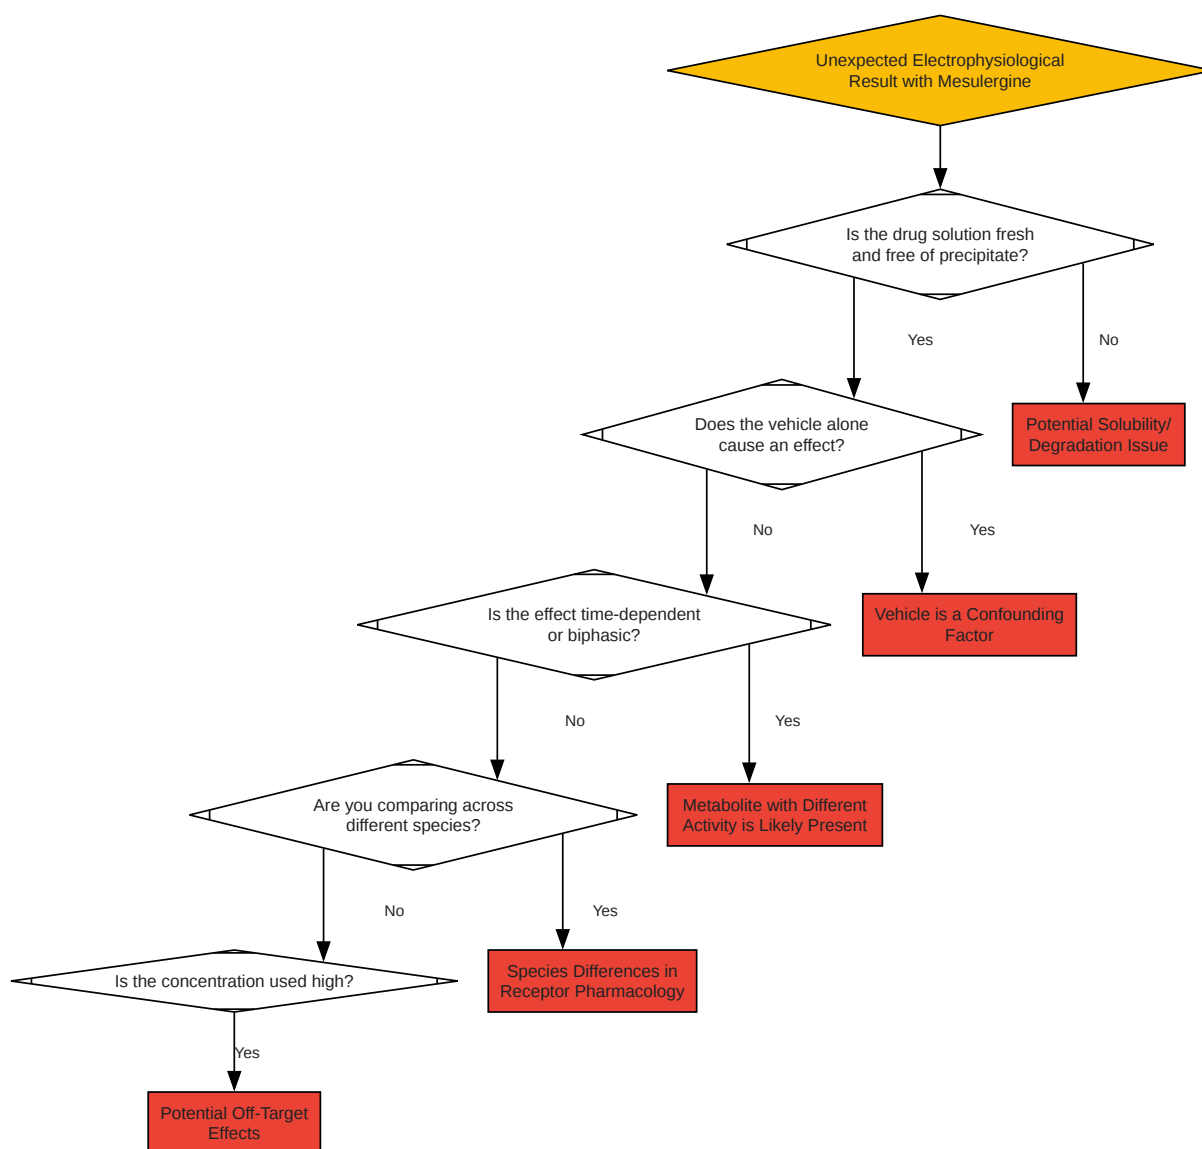 Unexpected Electrophysiological
Result with Mesulergine
Is the drug solution fresh
and free of precipitate?
Yes
No
Does the vehicle alone
cause an effect?
Potential Solubility/
Degradation Issue
No
Yes
Is the effect time-dependent
or biphasic?
Vehicle is a Confounding
Factor
No
Yes
Are you comparing across
different species?
Metabolite with Different
Activity is Likely Present
No
Yes
Is the concentration used high?
Species Differences in
Receptor Pharmacology
Yes
Potential Off-Target
Effects